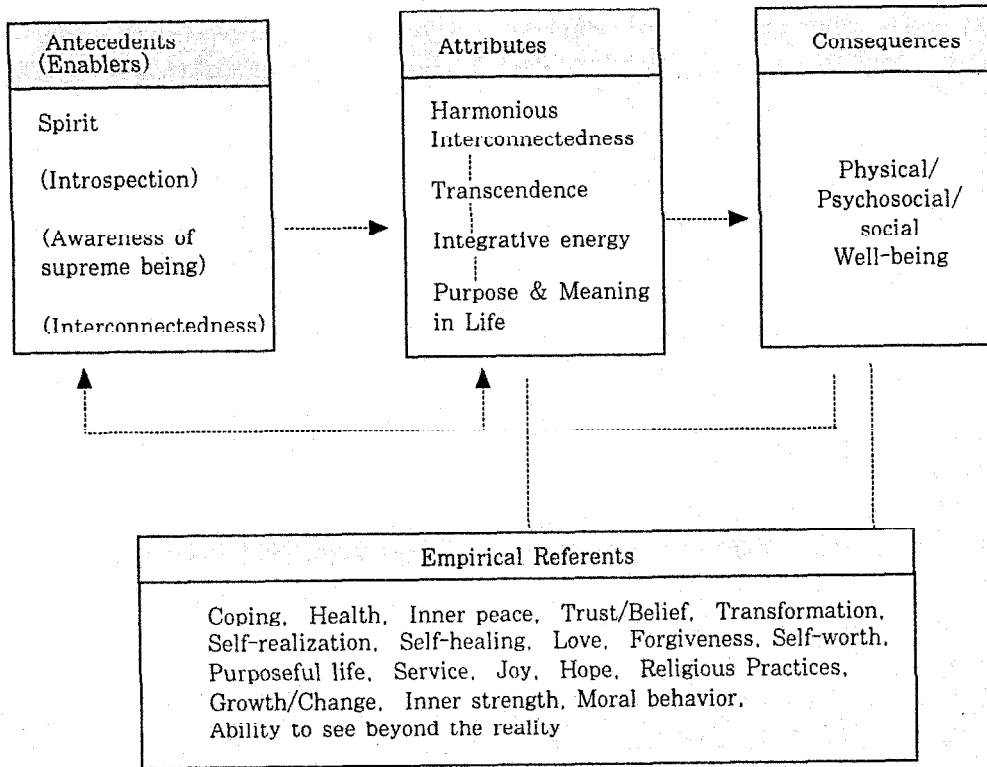 Antecedents
(Enablers)
Spirit
(Introspection)
(Awareness of
supreme being)
(Interconnectedness)
Attributes
Harmonious
Interconnectedness
Transcendence
Integrative energy
Purpose & Meaning
in Life
Consequences
Physical/
Psychosocial/
social
Well-being
Empirical Referents
Coping, Health, Inner peace, Trust/Belief, Transformation,
Self-realization, Self-healing, Love, Forgiveness, Self-worth,
Purposeful life, Service, Joy, Hope, Religious Practices,
Growth/Change, Inner strength, Moral behavior,
Ability to see beyond the reality